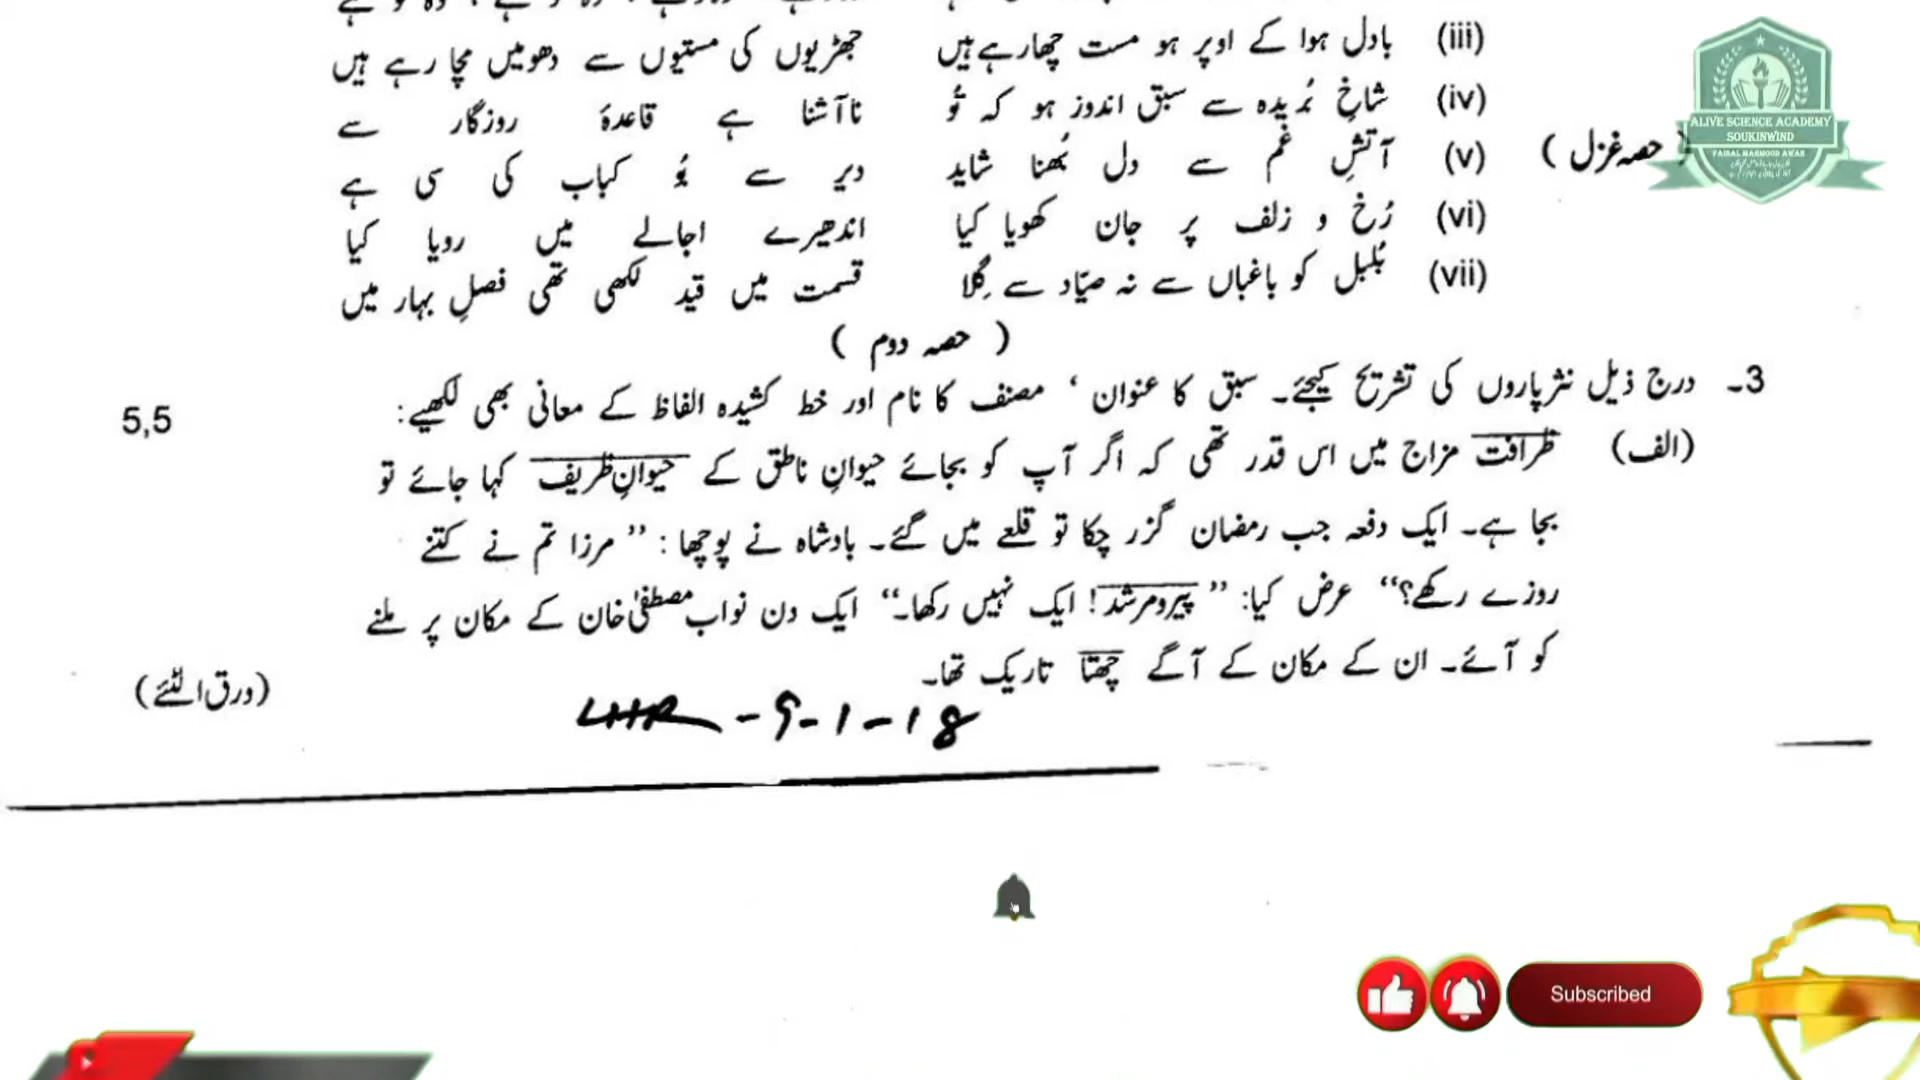 (iii) بادل ہوا کے اوپر ہو مست چھا رہے ہیں جھڑیوں کی مستیوں سے دھومیں مچا رہے ہیں
(iv) شاخِ بُریدہ سے سبق اندوز ہو کہ تُو ناآشنا ہے قاعدۂ روزگار سے
(حصہ غزل) (v) آتشِ غم سے دل بُھنا شاید دیر سے بُو کباب کی سی ہے
(vi) رُخ و زلف پر جان کھویا کیا اندھیرے اجالے میں رویا کیا
(vii) بُلبل کو باغباں سے نہ صیّاد سے گِلا قسمت میں قید لکھی تھی فصلِ بہار میں
(حصہ دوم)
3۔ درج ذیل نثرپاروں کی تشریح کیجئے۔ سبق کا عنوان ، مصنف کا نام اور خط کشیدہ الفاظ کے معانی بھی لکھیے: 5,5
(الف) ظرافت مزاج میں اس قدر تھی کہ اگر آپ کو بجائے حیوانِ ناطق کے حیوانِ ظریف کہا جائے تو
بجا ہے۔ ایک دفعہ جب رمضان گزر چکا تو قلعے میں گئے۔ بادشاہ نے پوچھا: ’’ مرزا تم نے کتنے
روزے رکھے؟‘‘ عرض کیا: ’’ پیرومرشد! ایک نہیں رکھا۔‘‘ ایک دن نواب مصطفیٰ خان کے مکان پر ملنے
کو آئے۔ ان کے مکان کے آگے چھتا تاریک تھا۔
(ورق الٹئے)
LHR-9-1-18
ALIVE SCIENCE ACADEMY
SOUKINWIND
FAISAL MAHMOOD AWAN
Subscribed